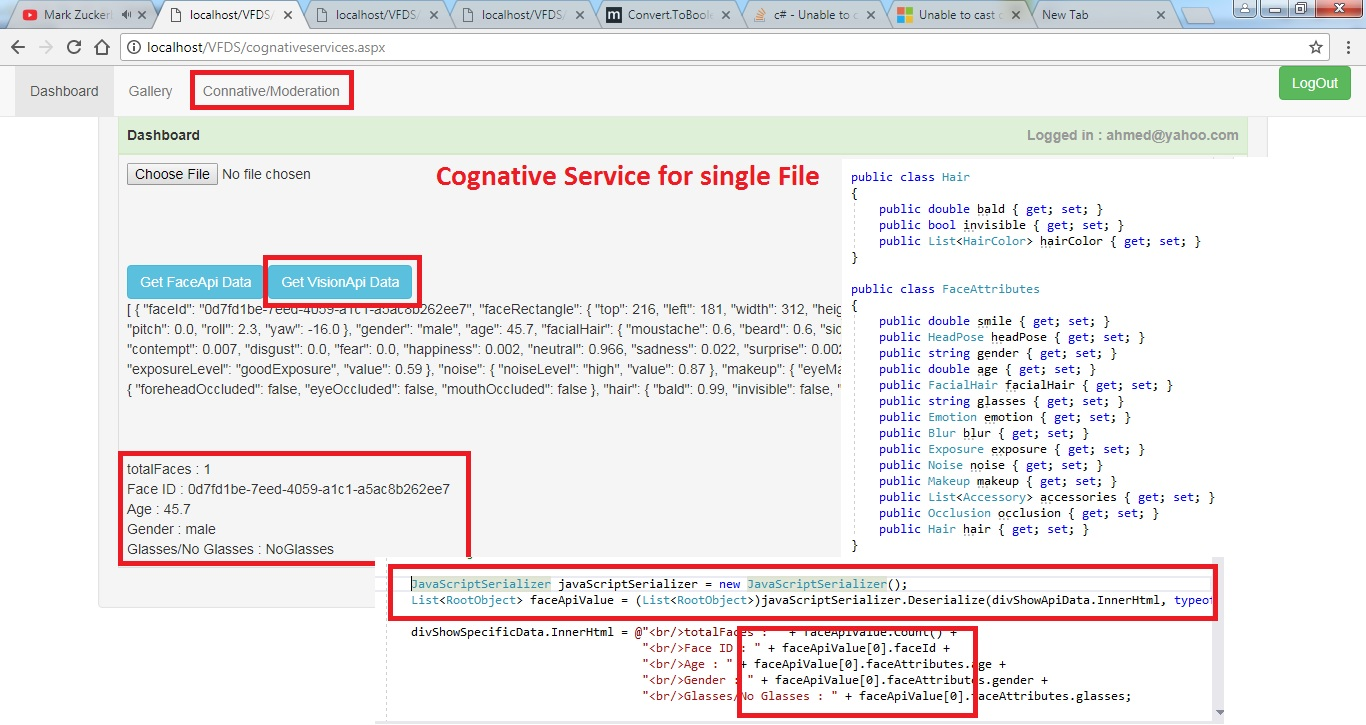 Mark Zuckerl
localhost/VFDS/
localhost/VFDS/
localhost/VFDS/
Convert.ToBoole
c# - Unable to c
Unable to cast o
New Tab
localhost/VFDS/cognativeservices.aspx
Dashboard
Gallery
Connative/Moderation
LogOut
Dashboard
Logged in : ahmed@yahoo.com
Choose File No file chosen
Cognative Service for single File
Get FaceApi Data
Get VisionApi Data
[ { "faceId": "0d7fd1be-7eed-4059-a1c1-a5ac8b262ee7", "faceRectangle": { "top": 216, "left": 181, "width": 312, "heig
"pitch": 0.0, "roll": 2.3, "yaw": -16.0 }, "gender": "male", "age": 45.7, "facialHair": { "moustache": 0.6, "beard": 0.6, "sid
"contempt": 0.007, "disgust": 0.0, "fear": 0.0, "happiness": 0.002, "neutral": 0.966, "sadness": 0.022, "surprise": 0.002
"exposureLevel": "goodExposure", "value": 0.59 }, "noise": { "noiseLevel": "high", "value": 0.87 }, "makeup": { "eyeMa
{ "foreheadOccluded": false, "eyeOccluded": false, "mouthOccluded": false }, "hair": { "bald": 0.99, "invisible": false, "
totalFaces : 1
Face ID : 0d7fd1be-7eed-4059-a1c1-a5ac8b262ee7
Age : 45.7
Gender : male
Glasses/No Glasses : NoGlasses
public class Hair
{
public double bald { get; set; }
public bool invisible { get; set; }
public List<HairColor> hairColor { get; set; }
}
public class FaceAttributes
{
public double smile { get; set; }
public HeadPose headPose { get; set; }
public string gender { get; set; }
public double age { get; set; }
public FacialHair facialHair { get; set; }
public string glasses { get; set; }
public Emotion emotion { get; set; }
public Blur blur { get; set; }
public Exposure exposure { get; set; }
public Noise noise { get; set; }
public Makeup makeup { get; set; }
public List<Accessory> accessories { get; set; }
public Occlusion occlusion { get; set; }
public Hair hair { get; set; }
}
JavaScriptSerializer javaScriptSerializer = new JavaScriptSerializer();
List<RootObject> faceApiValue = (List<RootObject>)javaScriptSerializer.Deserialize(divShowApiData.InnerHtml, typeof
divShowSpecificData.InnerHtml = @"<br/>totalFaces : " + faceApiValue.Count() +
"<br/>Face ID : " + faceApiValue[0].faceId +
"<br/>Age : " + faceApiValue[0].faceAttributes.age +
"<br/>Gender : " + faceApiValue[0].faceAttributes.gender +
"<br/>Glasses/No Glasses : " + faceApiValue[0].faceAttributes.glasses;